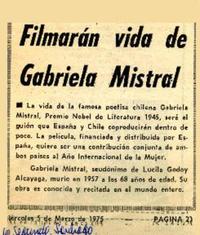 Filmarán vida de
Gabriela Mistral
■ La vida de la famosa poetisa chilena Gabriela
Mistral, Premio Nobel de Literatura 1945, será el
guión que España y Chile coproducirán dentro de
poco. La película, financiada y distribuida por Es-
paña, quiere ser una contribución conjunta de am-
bos países al Año Internacional de la Mujer.
Gabriela Mistral, seudónimo de Lucila Godoy
Alcayaga, murió en 1957 a los 68 años de edad. Su
obra es conocida y recitada en el mundo entero.
Miércoles 5 de Marzo de 1975 PAGINA 21
La Segunda, Santiago